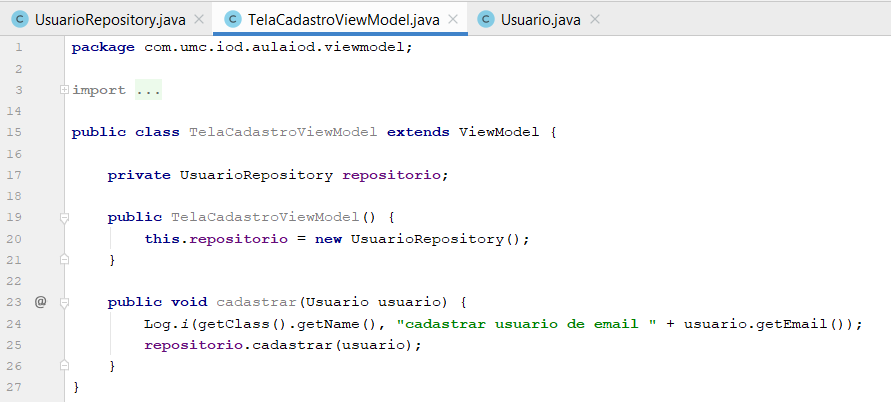 UsuarioRepository.java × TelaCadastroViewModel.java × Usuario.java ×
1 package com.umc.iod.aulaiod.viewmodel;
2
3 import ...
14
15 public class TelaCadastroViewModel extends ViewModel {
16
17 private UsuarioRepository repositorio;
18
19 public TelaCadastroViewModel() {
20 this.repositorio = new UsuarioRepository();
21 }
22
23 @ public void cadastrar(Usuario usuario) {
24 Log.i(getClass().getName(), "cadastrar usuario de email " + usuario.getEmail());
25 repositorio.cadastrar(usuario);
26 }
27 }